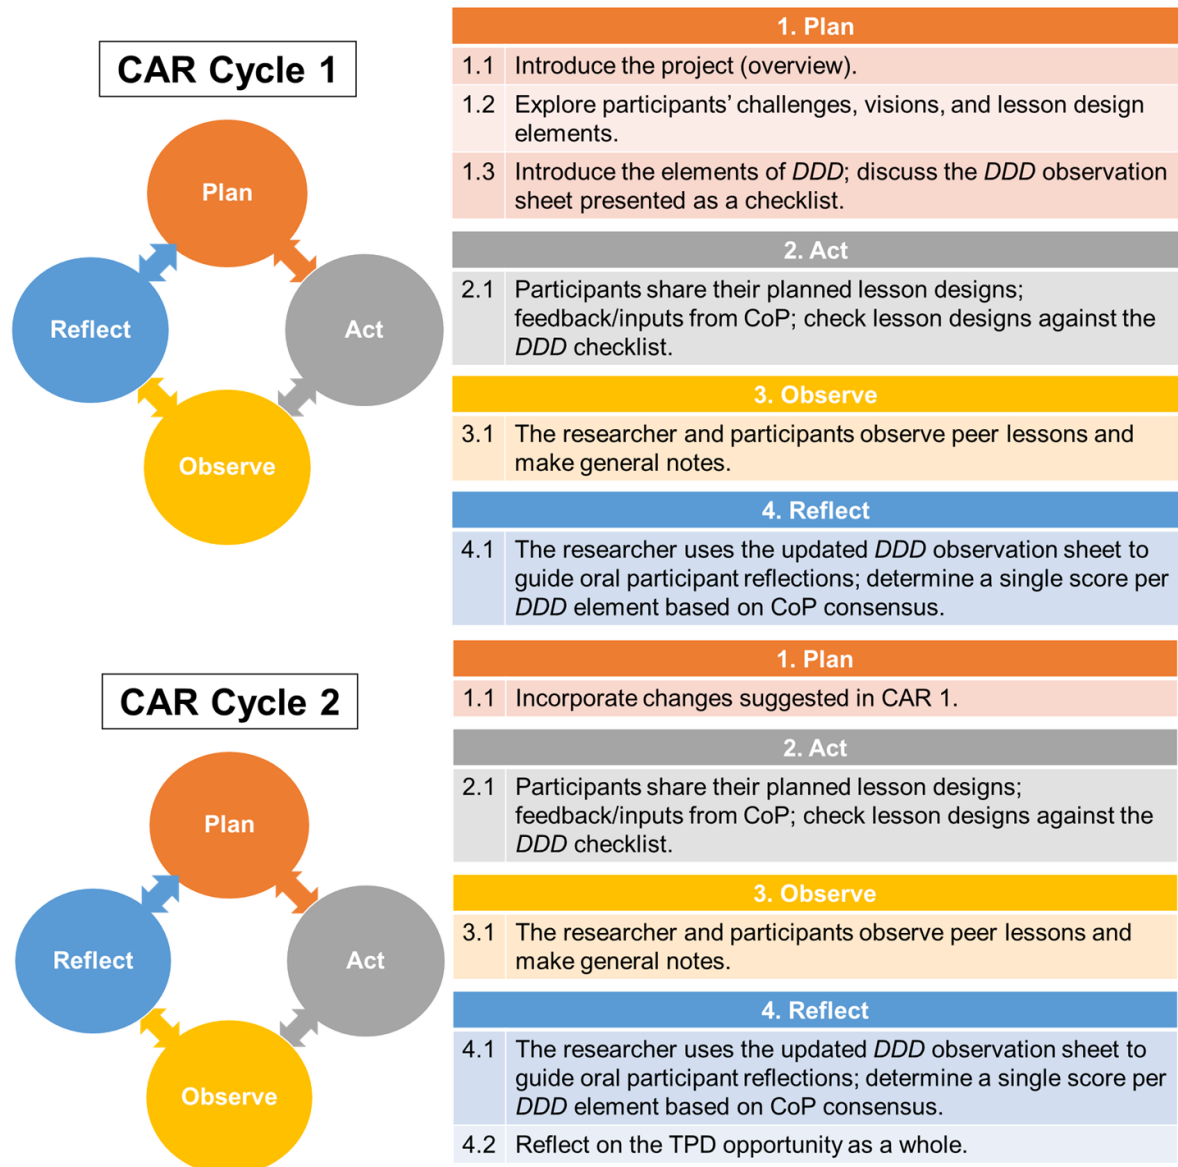 CAR Cycle 1
Plan
Act
Observe
Reflect
1. Plan
1.1 Introduce the project (overview).
1.2 Explore participants’ challenges, visions, and lesson design
elements.
1.3 Introduce the elements of DDD; discuss the DDD observation
sheet presented as a checklist.
2. Act
2.1 Participants share their planned lesson designs;
feedback/inputs from CoP; check lesson designs against the
DDD checklist.
3. Observe
3.1 The researcher and participants observe peer lessons and
make general notes.
4. Reflect
4.1 The researcher uses the updated DDD observation sheet to
guide oral participant reflections; determine a single score per
DDD element based on CoP consensus.
CAR Cycle 2
Plan
Act
Observe
Reflect
1. Plan
1.1 Incorporate changes suggested in CAR 1.
2. Act
2.1 Participants share their planned lesson designs;
feedback/inputs from CoP; check lesson designs against the
DDD checklist.
3. Observe
3.1 The researcher and participants observe peer lessons and
make general notes.
4. Reflect
4.1 The researcher uses the updated DDD observation sheet to
guide oral participant reflections; determine a single score per
DDD element based on CoP consensus.
4.2 Reflect on the TPD opportunity as a whole.